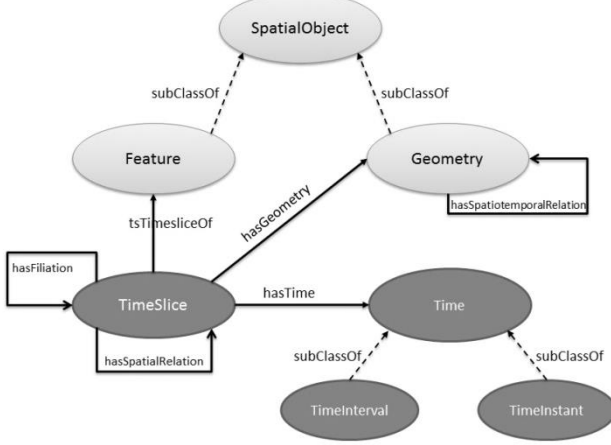 SpatialObject
subClassOf
subClassOf
Feature
Geometry
hasSpatiotemporalRelation
tsTimesliceOf
hasGeometry
hasFiliation
TimeSlice
hasTime
Time
hasSpatialRelation
subClassOf
subClassOf
TimeInterval
TimeInstant